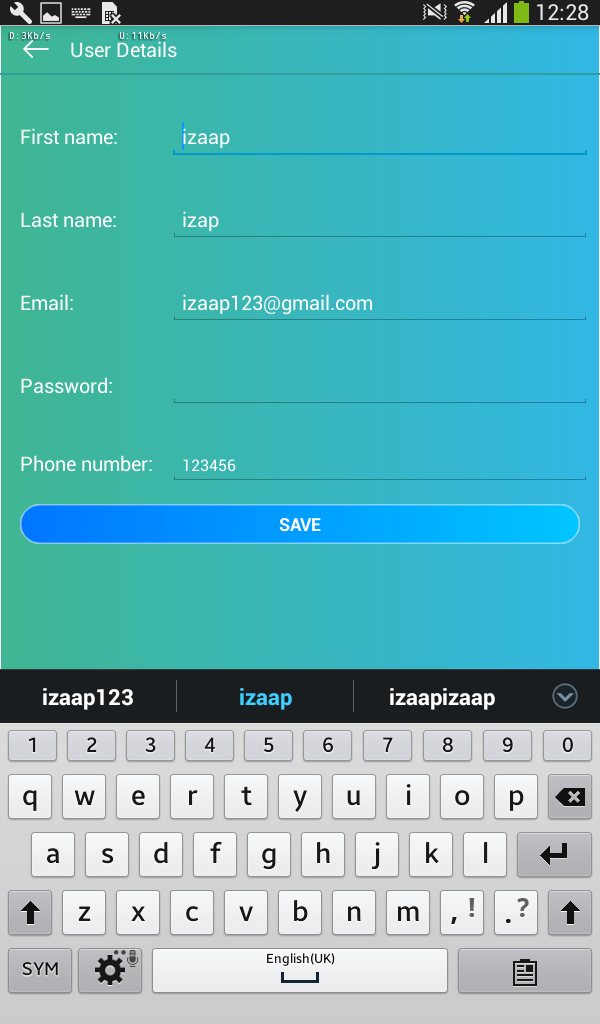 12:28
D:3Kb/s U:11Kb/s
User Details
First name: izaap
Last name: izap
Email: izaap123@gmail.com
Password:
Phone number: 123456
SAVE
izaap123 izaap izaapizaap
1 2 3 4 5 6 7 8 9 0
q w e r t y u i o p
a s d f g h j k l
z x c v b n m , ! . ?
SYM English(UK)